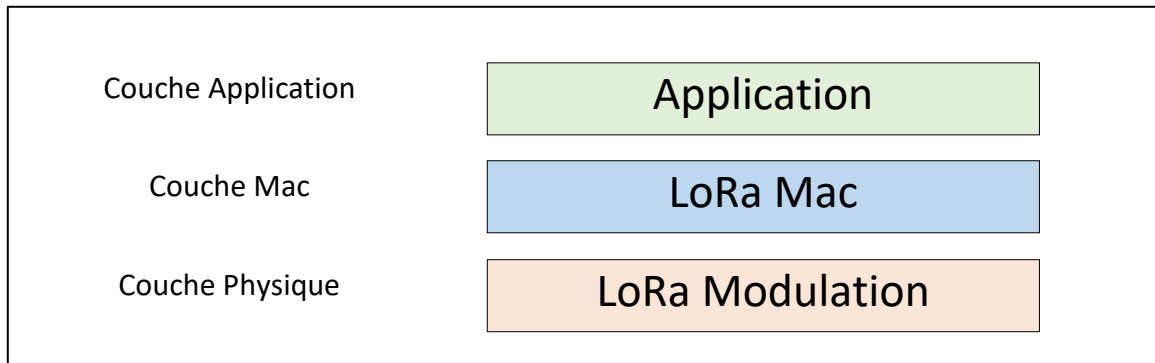 Couche Application
Application
Couche Mac
LoRa Mac
Couche Physique
LoRa Modulation